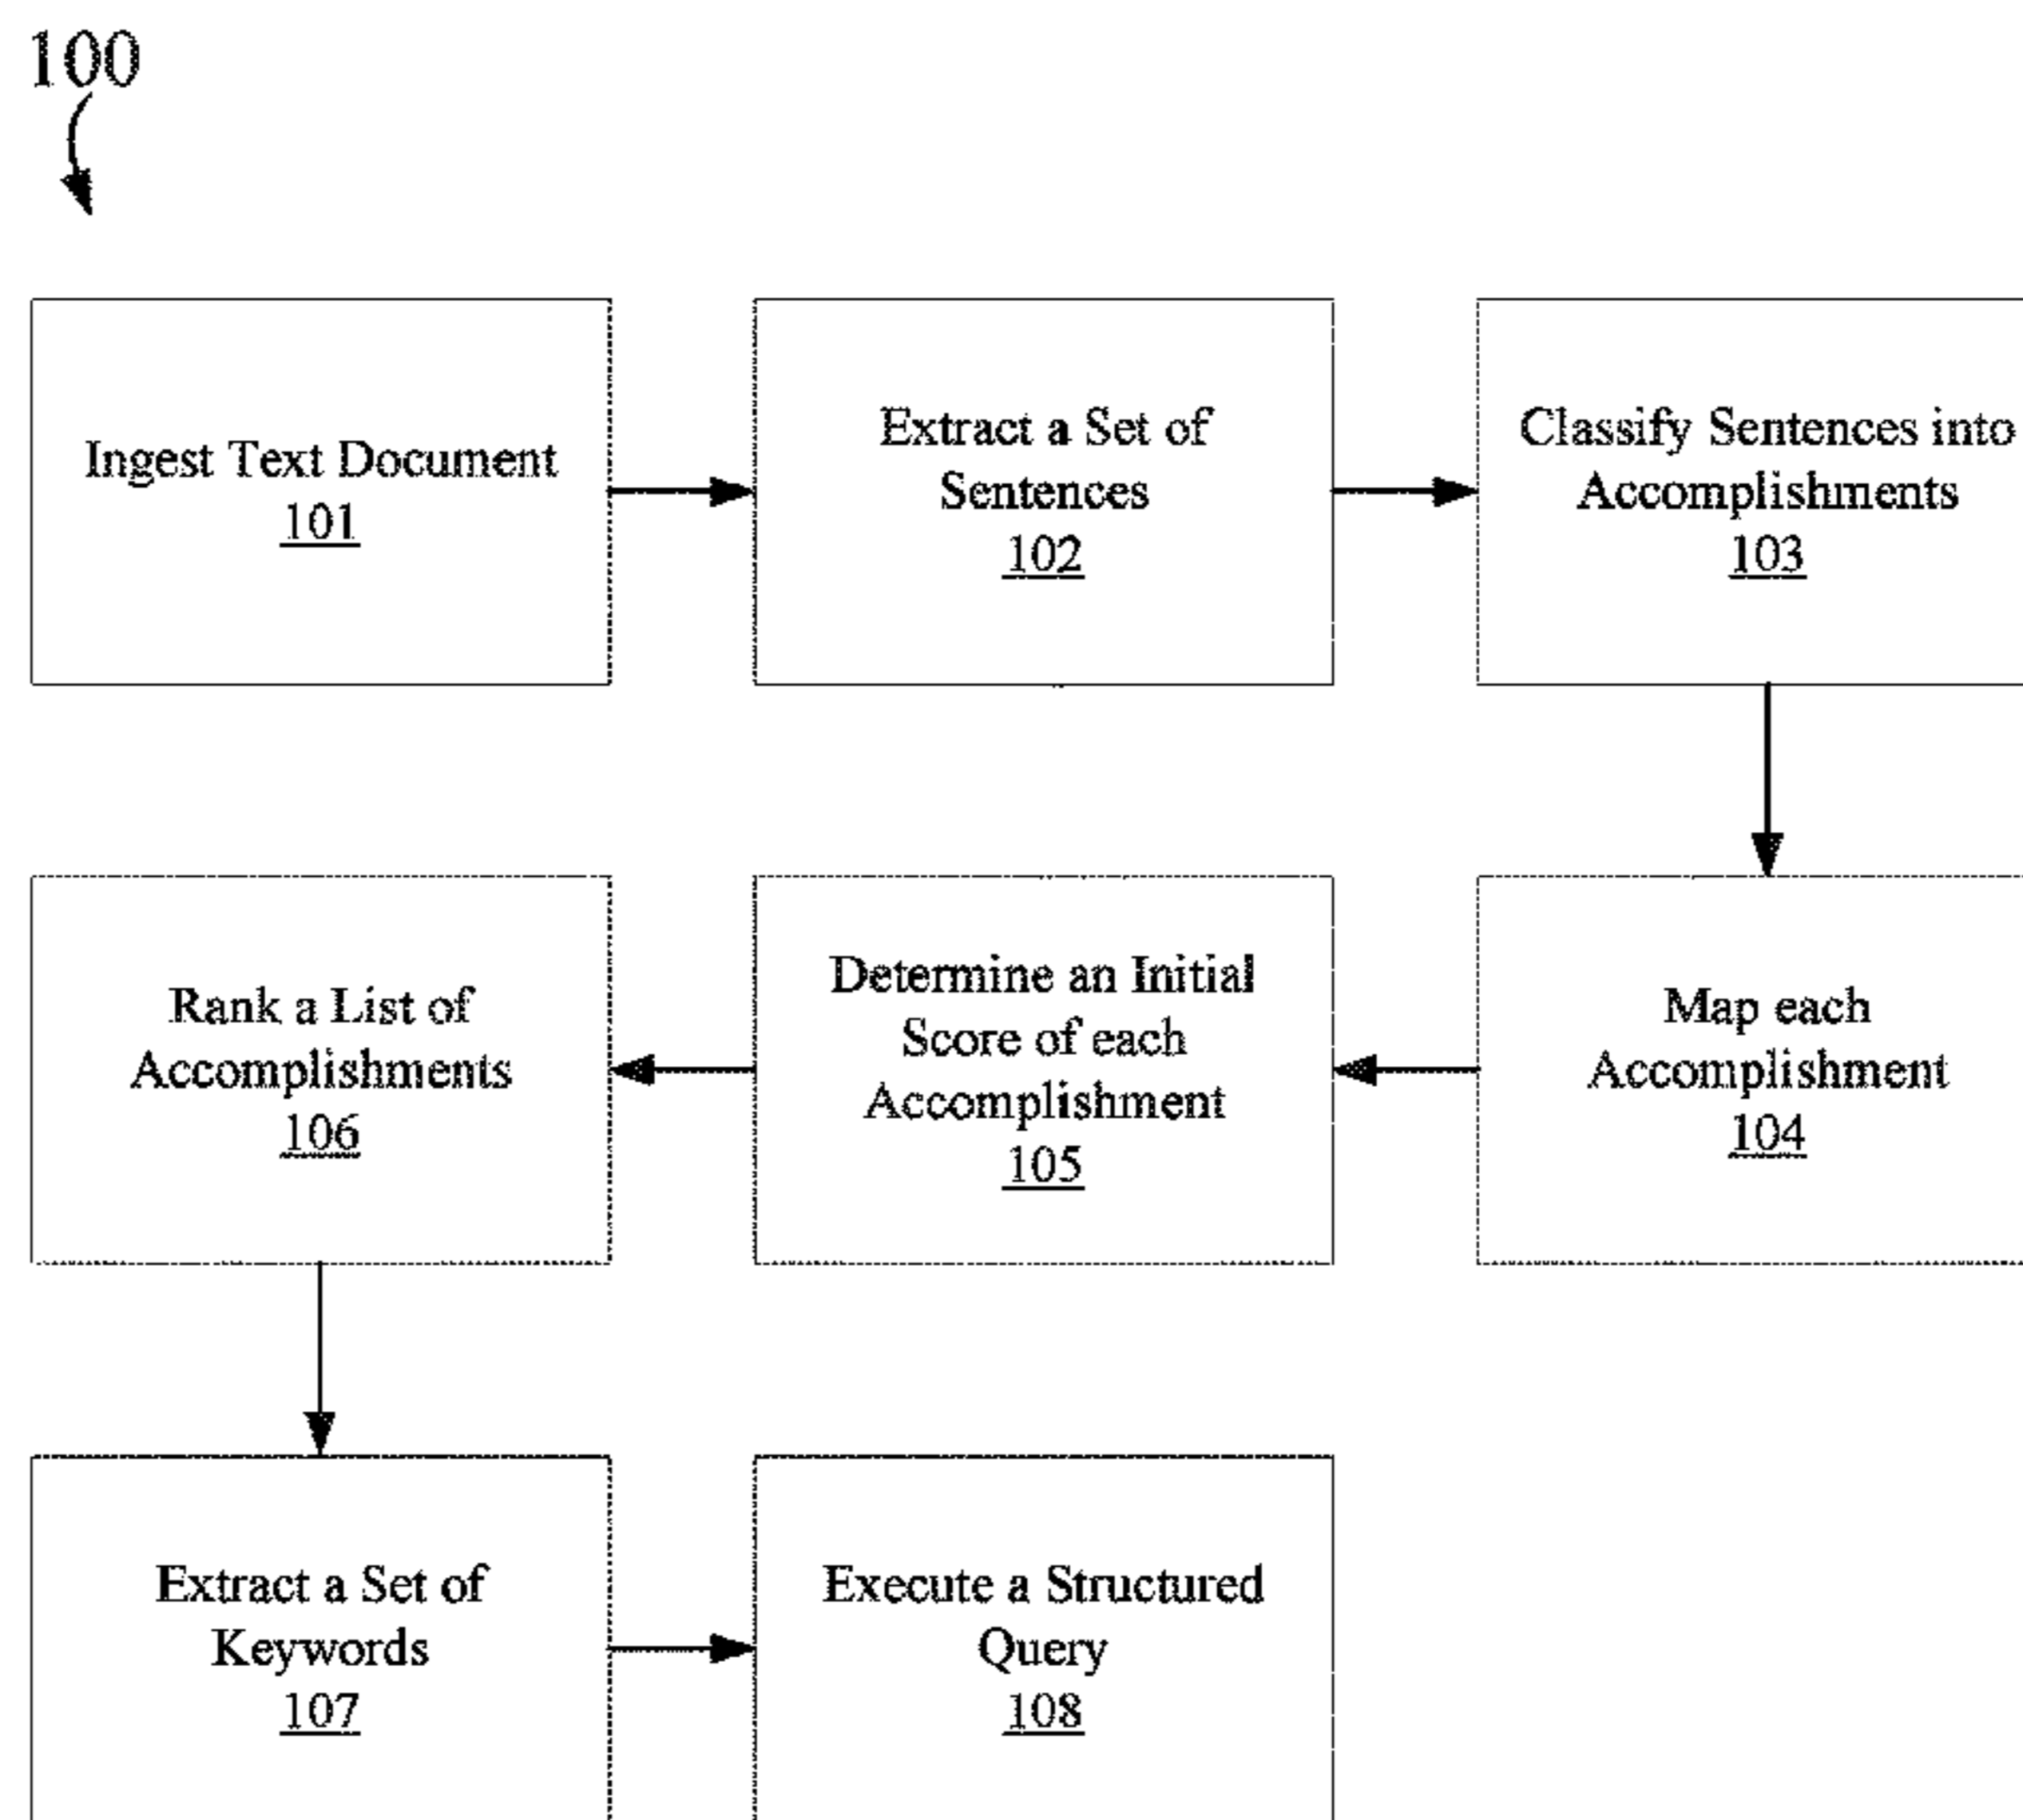 100
Ingest Text Document
101
Extract a Set of
Sentences
102
Classify Sentences into
Accomplishments
103
Map each
Accomplishment
104
Determine an Initial
Score of each
Accomplishment
105
Rank a List of
Accomplishments
106
Extract a Set of
Keywords
107
Execute a Structured
Query
108